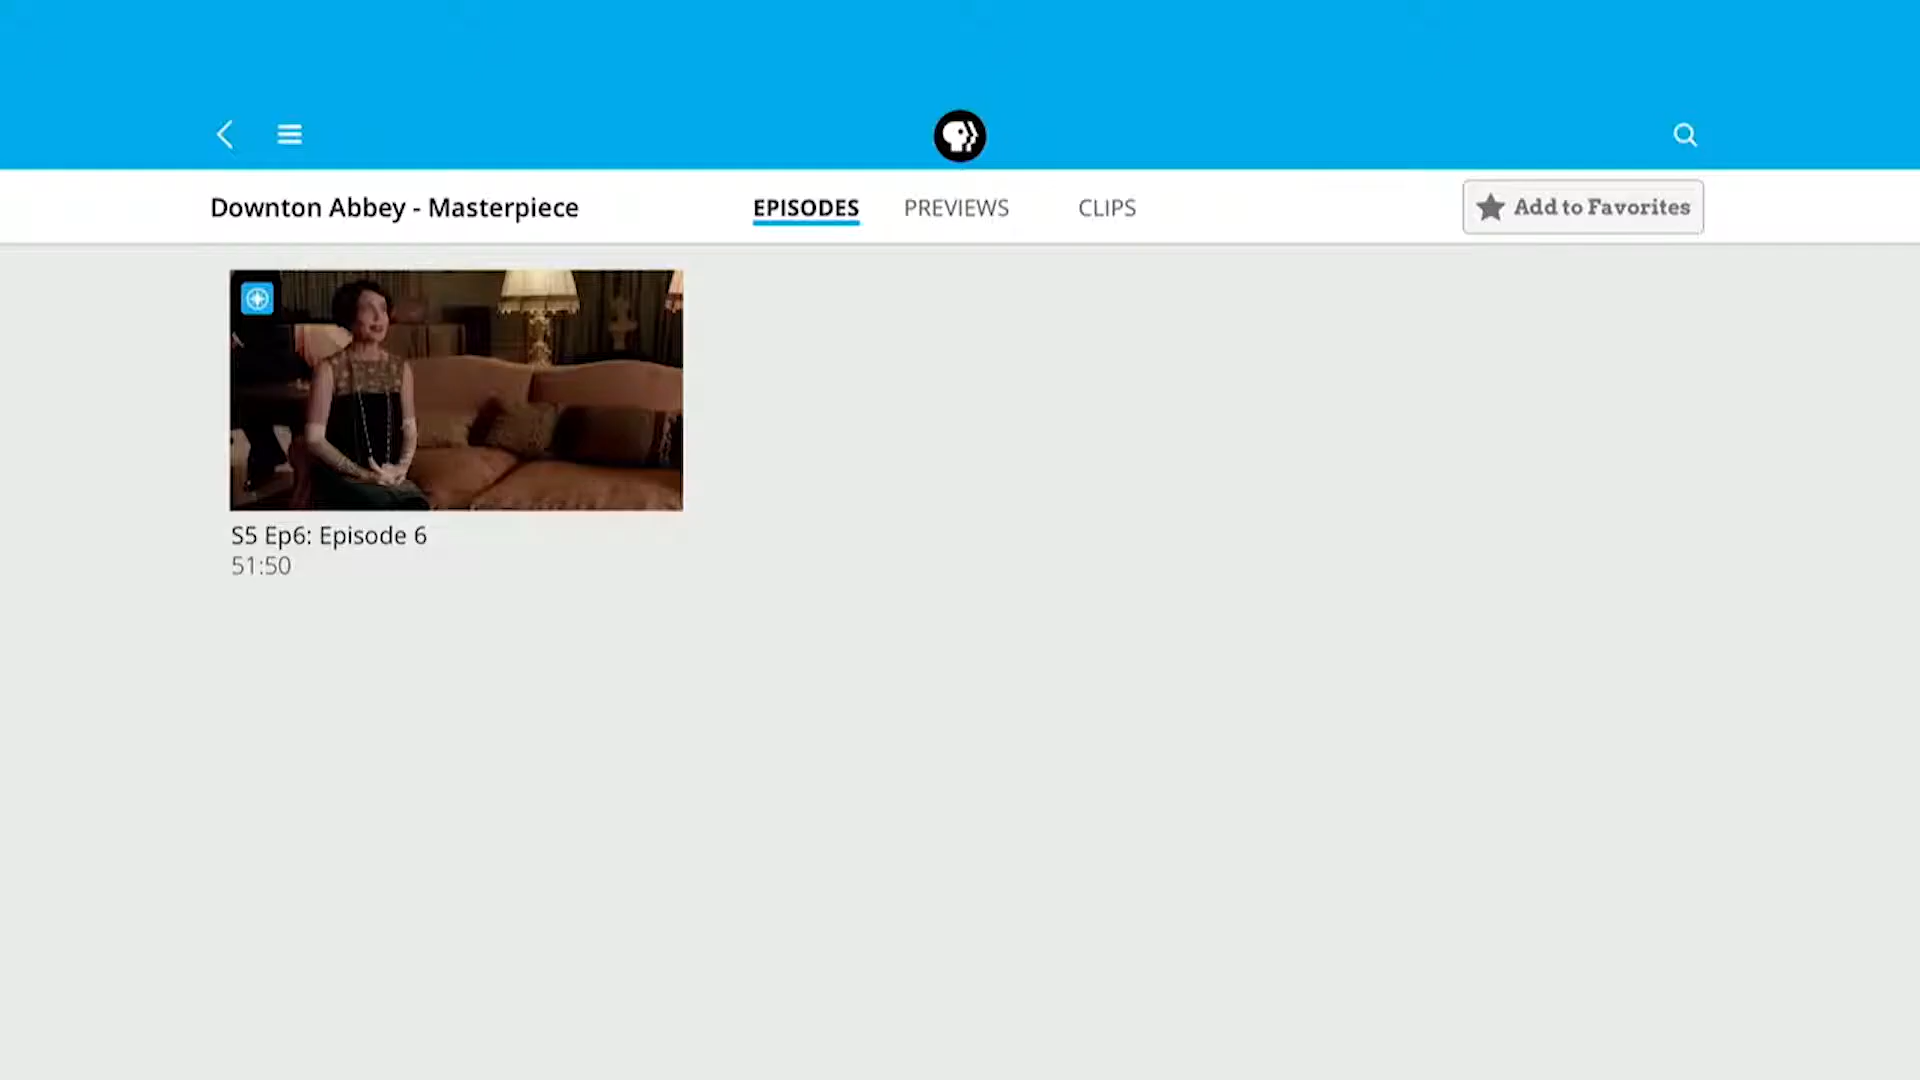 Downton Abbey - Masterpiece
EPISODES
PREVIEWS
CLIPS
Add to Favorites
S5 Ep6: Episode 6
51:50